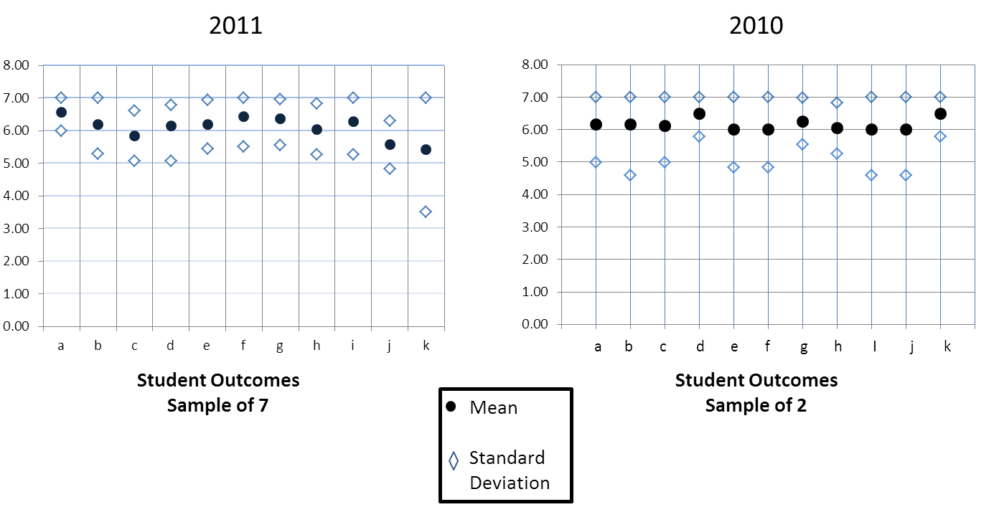 2011
8.00
7.00
6.00
5.00
4.00
3.00
2.00
1.00
0.00
a b c d e f g h i j k
Student Outcomes
Sample of 7
2010
8.00
7.00
6.00
5.00
4.00
3.00
2.00
1.00
0.00
a b c d e f g h I j k
Student Outcomes
Sample of 2
Mean
Standard
Deviation